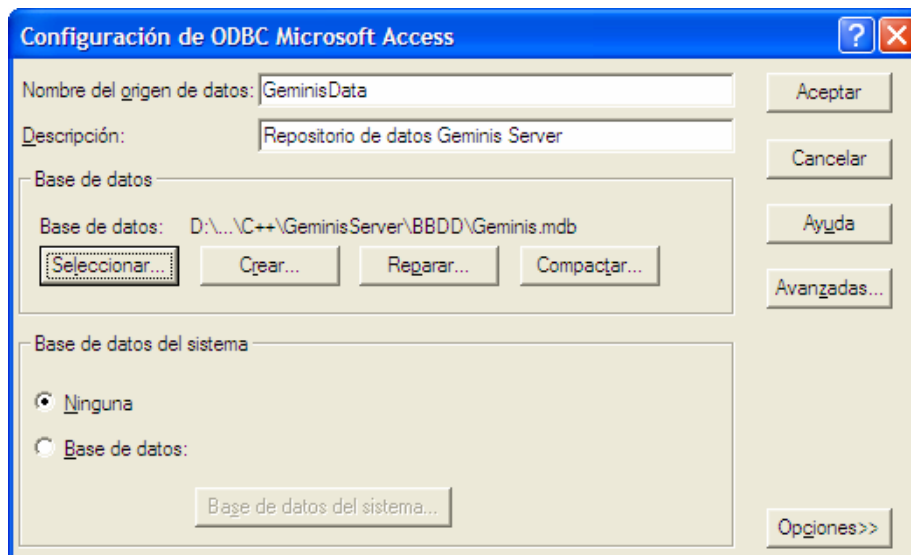 Configuración de ODBC Microsoft Access
Nombre del origen de datos: GeminisData
Aceptar
Descripción: Repositorio de datos Geminis Server
Cancelar
Base de datos
Base de datos: D:\...\C++\GeminisServer\BBDD\Geminis.mdb
Ayuda
Seleccionar... Crear... Reparar... Compactar...
Avanzadas...
Base de datos del sistema
Ninguna
Base de datos:
Base de datos del sistema...
Opciones>>